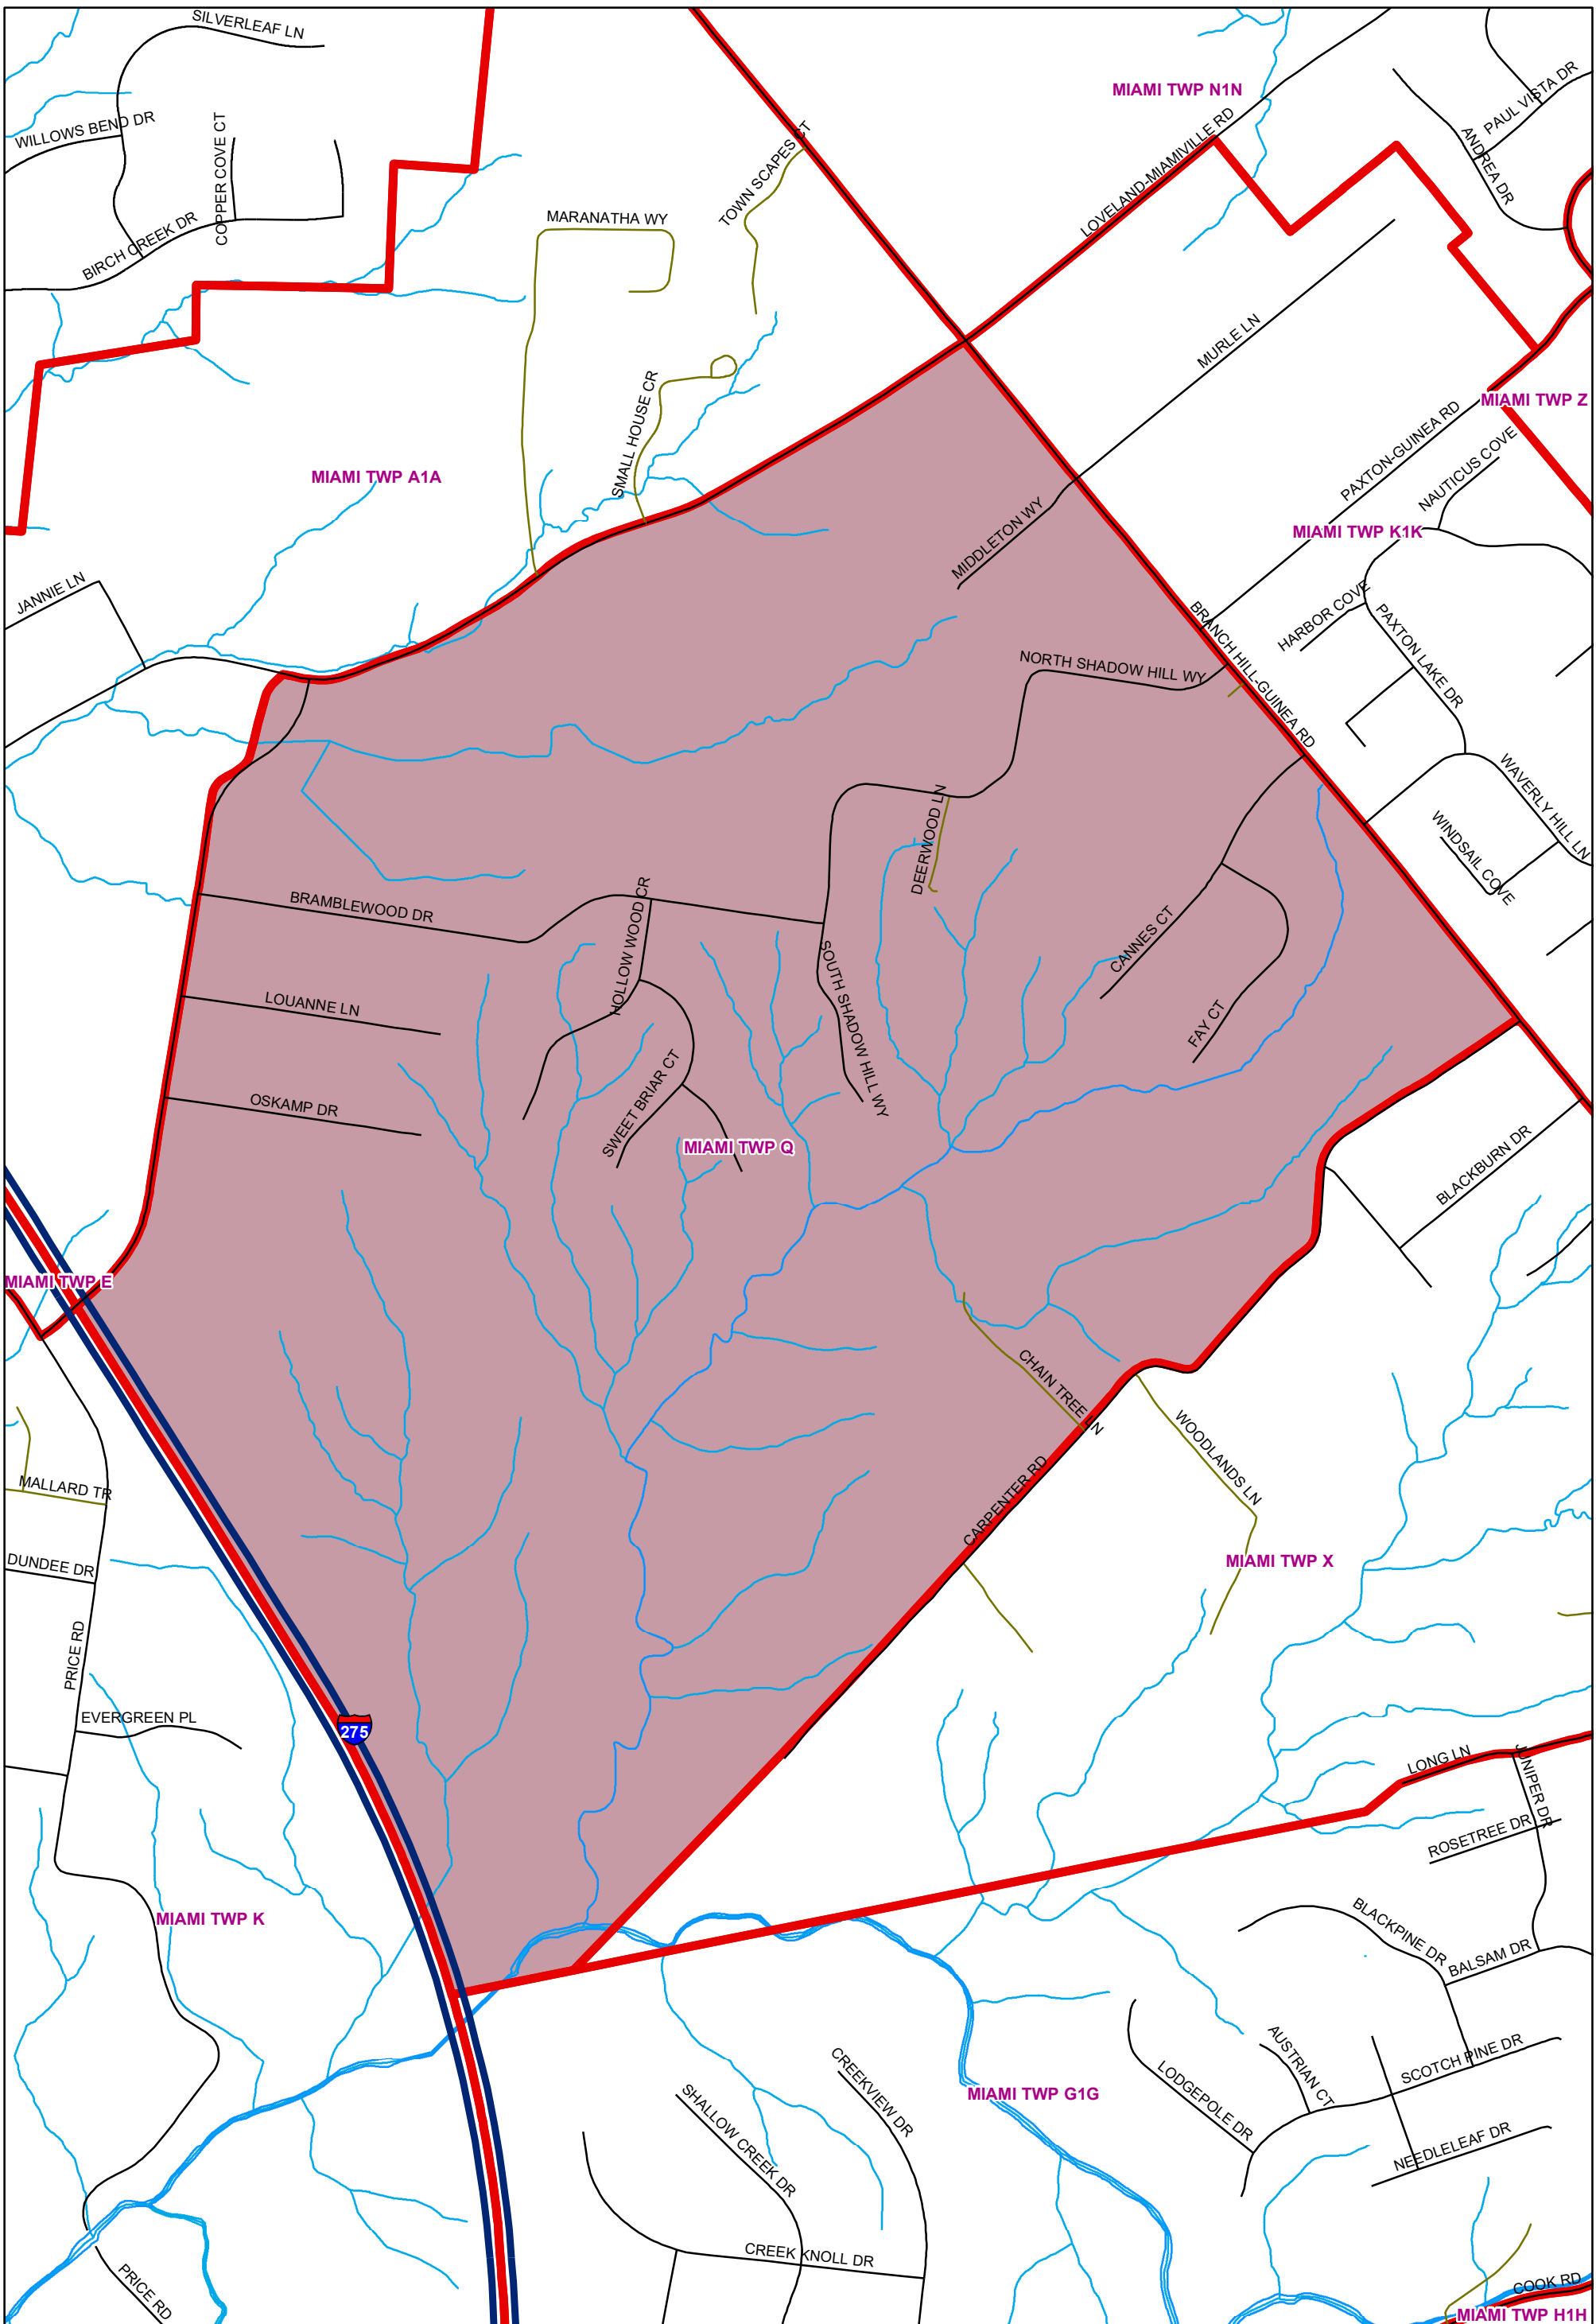 SILVERLEAF LN
MIAMI TWP N1N
PAUL VISTA DR
WILLOWS BEND DR
COPPER COVE CT
TOWN SCAPES CT
LOVELAND-MIAMIVILLE RD
ANDREA DR
MARANATHA WY
BIRCH CREEK DR
MURLE LN
SMALL HOUSE CR
MIAMI TWP Z
PAXTON-GUINEA RD
NAUTICUS COVE
MIAMI TWP A1A
MIAMI TWP K1K
MIDDLETON WY
JANNIE LN
HARBOR COVE
BRANCH HILL-GUINEA RD
PAXTON LAKE DR
NORTH SHADOW HILL WY
WAVERLY HILL LN
WINDSAIL COVE
DEERWOOD LN
BRAMBLEWOOD DR
HOLLOW WOOD CR
CANNES CT
SOUTH SHADOW HILL WY
LOUANNE LN
FAY CT
OSKAMP DR
SWEET BRIAR CT
MIAMI TWP Q
BLACKBURN DR
MIAMI TWP E
CHAIN TREE LN
WOODLANDS LN
MALLARD TR
CARPENTER RD
DUNDEE DR
MIAMI TWP X
PRICE RD
EVERGREEN PL
275
LONG LN
JUNIPER DR
ROSETREE DR
MIAMI TWP K
BLACKPINE DR
BALSAM DR
AUSTRIAN CT
SCOTCH PINE DR
CREEKVIEW DR
LODGEPOLE DR
MIAMI TWP G1G
SHALLOW CREEK DR
NEEDLELEAF DR
CREEK KNOLL DR
PRICE RD
COOK RD
MIAMI TWP H1H